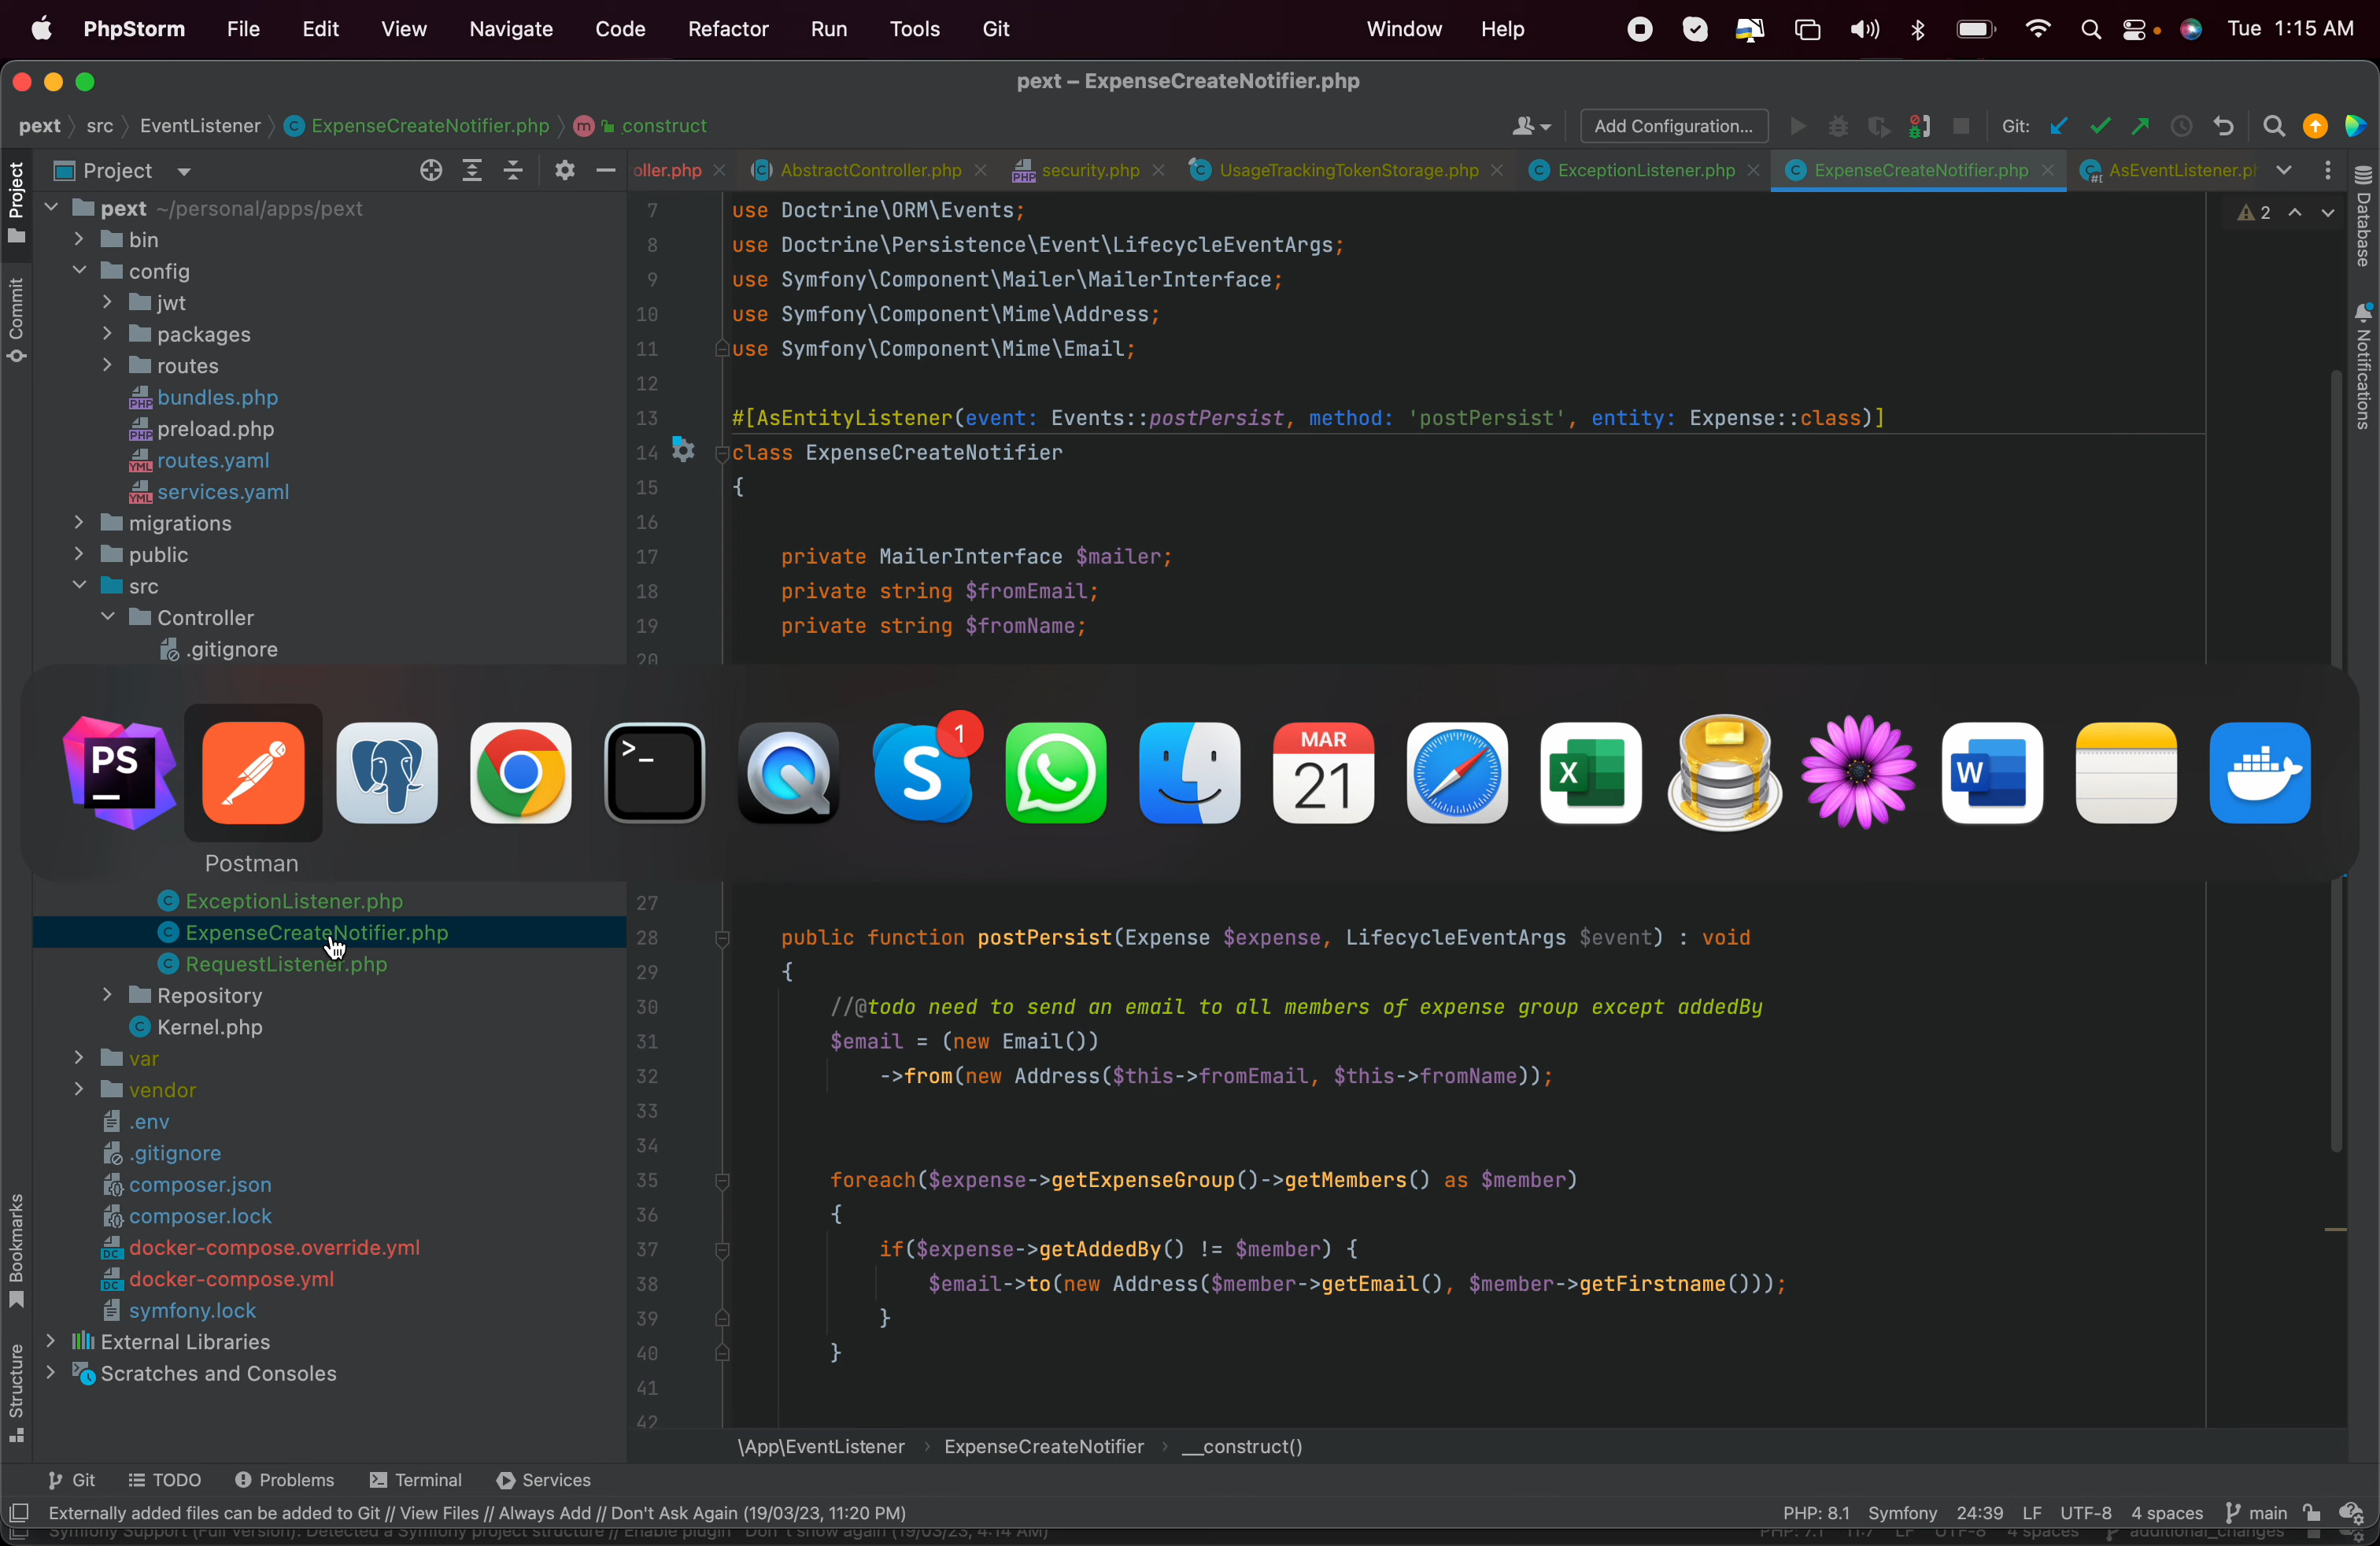 PhpStorm File Edit View Navigate Code Refactor Run Tools Git Window Help Tue 1:15 AM
pext – ExpenseCreateNotifier.php
pext src EventListener C ExpenseCreateNotifier.php m construct
Add Configuration... Git:
Project
oller.php AbstractController.php security.php UsageTrackingTokenStorage.php ExceptionListener.php ExpenseCreateNotifier.php
Project
Commit
Bookmarks
Structure
Database
Notifications
2
pext ~/personal/apps/pext
bin
config
jwt
packages
routes
bundles.php
preload.php
routes.yaml
services.yaml
migrations
public
src
Controller
.gitignore
7 use Doctrine\ORM\Events;
8 use Doctrine\Persistence\Event\LifecycleEventArgs;
9 use Symfony\Component\Mailer\MailerInterface;
10 use Symfony\Component\Mime\Address;
11 use Symfony\Component\Mime\Email;
12
13 #[AsEntityListener(event: Events::postPersist, method: 'postPersist', entity: Expense::class)]
14 class ExpenseCreateNotifier
15 {
16
17 private MailerInterface $mailer;
18 private string $fromEmail;
19 private string $fromName;
20
PS >_ S 1 MAR 21 X W
Postman
ExceptionListener.php
ExpenseCreateNotifier.php
RequestListener.php
Repository
Kernel.php
var
vendor
.env
.gitignore
composer.json
composer.lock
docker-compose.override.yml
docker-compose.yml
symfony.lock
External Libraries
Scratches and Consoles
27
28 public function postPersist(Expense $expense, LifecycleEventArgs $event) : void
29 {
30 //@todo need to send an email to all members of expense group except addedBy
31 $email = (new Email())
32 ->from(new Address($this->fromEmail, $this->fromName));
33
34
35 foreach($expense->getExpenseGroup()->getMembers() as $member)
36 {
37 if($expense->getAddedBy() != $member) {
38 $email->to(new Address($member->getEmail(), $member->getFirstname()));
39 }
40 }
41
42
\App\EventListener ExpenseCreateNotifier __construct()
Git TODO Problems Terminal Services
Externally added files can be added to Git // View Files // Always Add // Don't Ask Again (19/03/23, 11:20 PM) PHP: 8.1 Symfony 24:39 LF UTF-8 4 spaces main